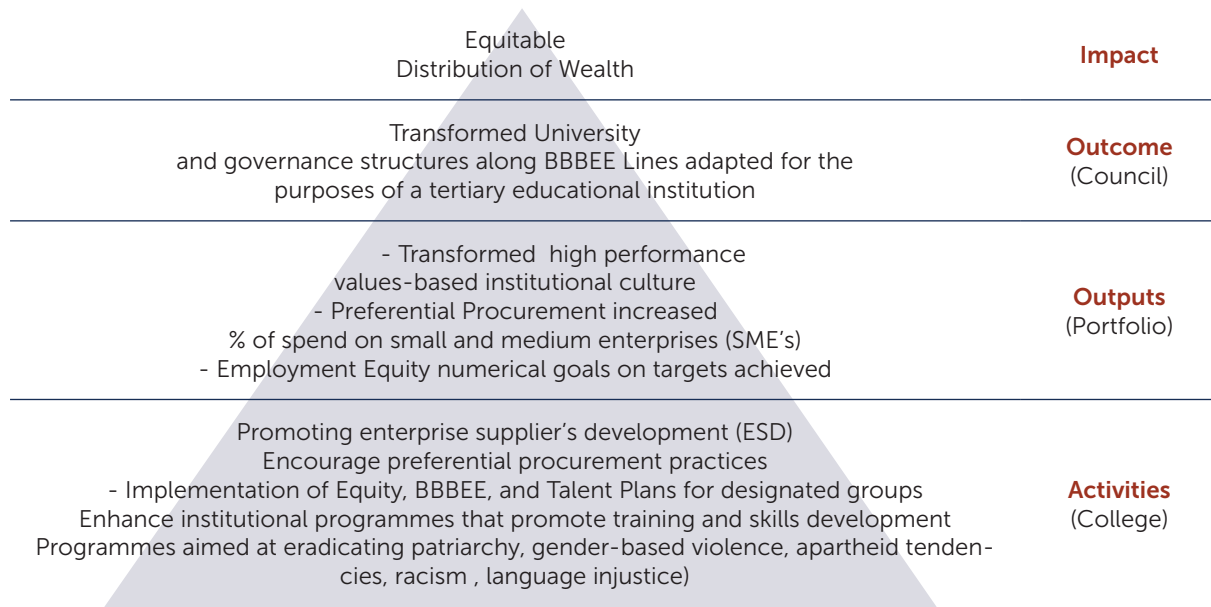 Equitable
Distribution of Wealth
Impact
Transformed University
and governance structures along BBBEE Lines adapted for the
purposes of a tertiary educational institution
Outcome
(Council)
- Transformed  high performance
values-based institutional culture
- Preferential Procurement increased
% of spend on small and medium enterprises (SME's)
- Employment Equity numerical goals on targets achieved
Outputs
(Portfolio)
Promoting enterprise supplier's development (ESD)
Encourage preferential procurement practices
- Implementation of Equity, BBBEE, and Talent Plans for designated groups
Enhance institutional programmes that promote training and skills development
Programmes aimed at eradicating patriarchy, gender-based violence, apartheid tenden-
cies, racism , language injustice)
Activities
(College)